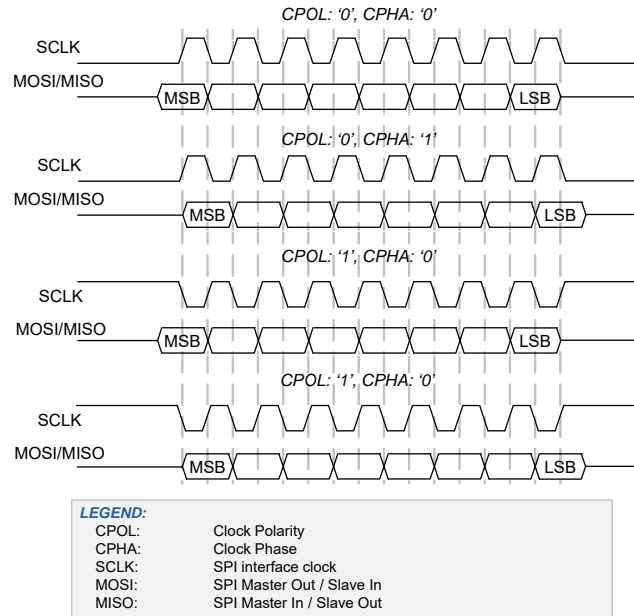 CPOL: ‘0’, CPHA: ‘0’
SCLK
MOSI/MISO
MSB LSB
CPOL: ‘0’, CPHA: ‘1’
SCLK
MOSI/MISO
MSB LSB
CPOL: ‘1’, CPHA: ‘0’
SCLK
MOSI/MISO
MSB LSB
CPOL: ‘1’, CPHA: ‘0’
SCLK
MOSI/MISO
MSB LSB
LEGEND:
CPOL: Clock Polarity
CPHA: Clock Phase
SCLK: SPI interface clock
MOSI: SPI Master Out / Slave In
MISO: SPI Master In / Slave Out